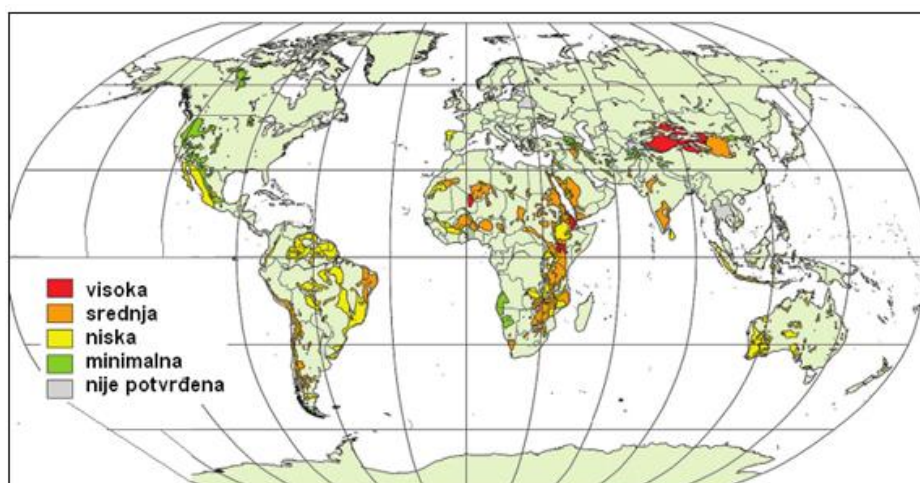 visoka
srednja
niska
minimalna
nije potvrđena